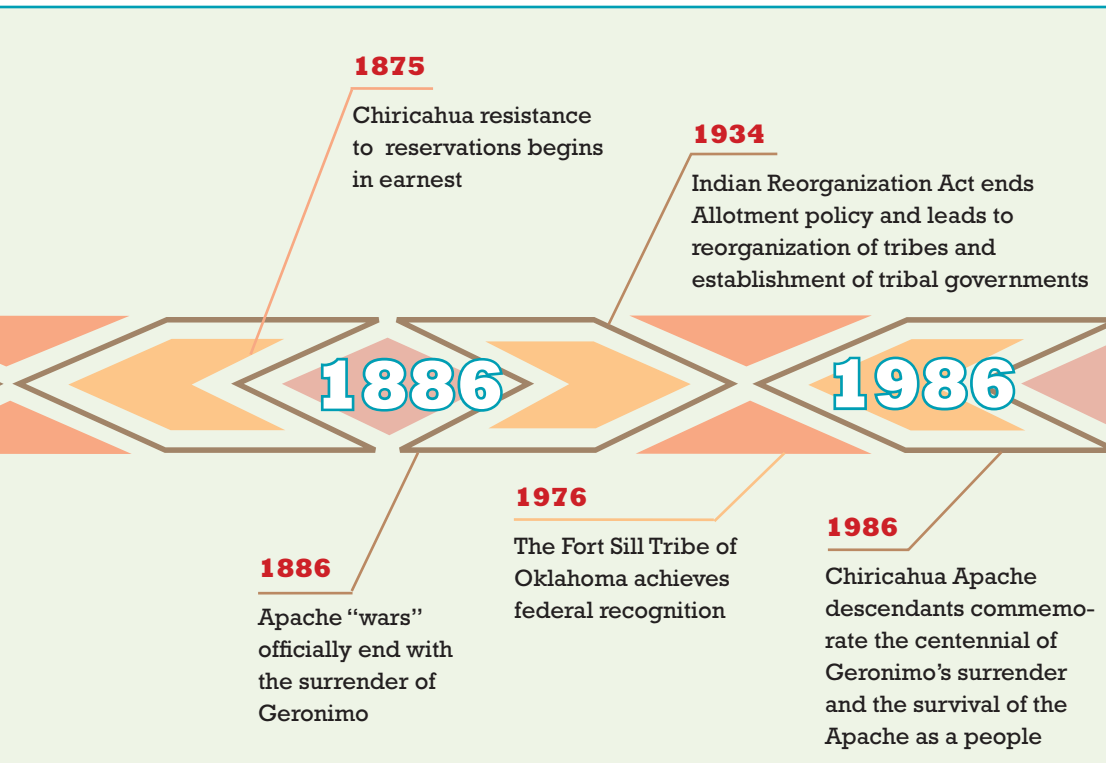 1875
Chiricahua resistance
to reservations begins
in earnest
1934
Indian Reorganization Act ends
Allotment policy and leads to
reorganization of tribes and
establishment of tribal governments
1886
1986
1886
Apache “wars”
officially end with
the surrender of
Geronimo
1976
The Fort Sill Tribe of
Oklahoma achieves
federal recognition
1986
Chiricahua Apache
descendants commemo-
rate the centennial of
Geronimo’s surrender
and the survival of the
Apache as a people